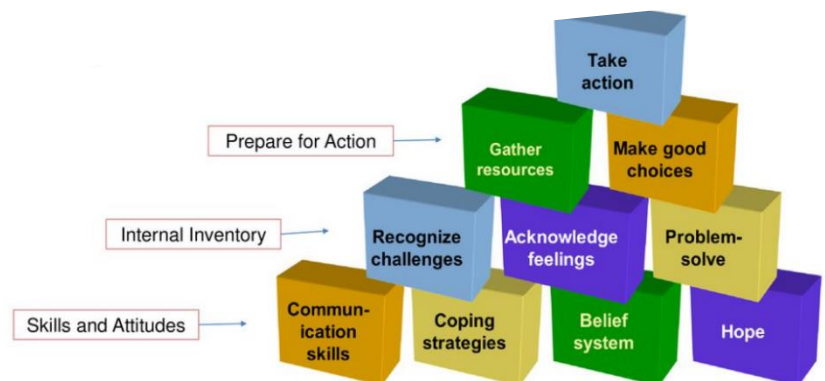 Take
action
Prepare for Action
Gather
resources
Make good
choices
Internal Inventory
Recognize
challenges
Acknowledge
feelings
Problem-
solve
Skills and Attitudes
Commun-
ication
skills
Coping
strategies
Belief
system
Hope